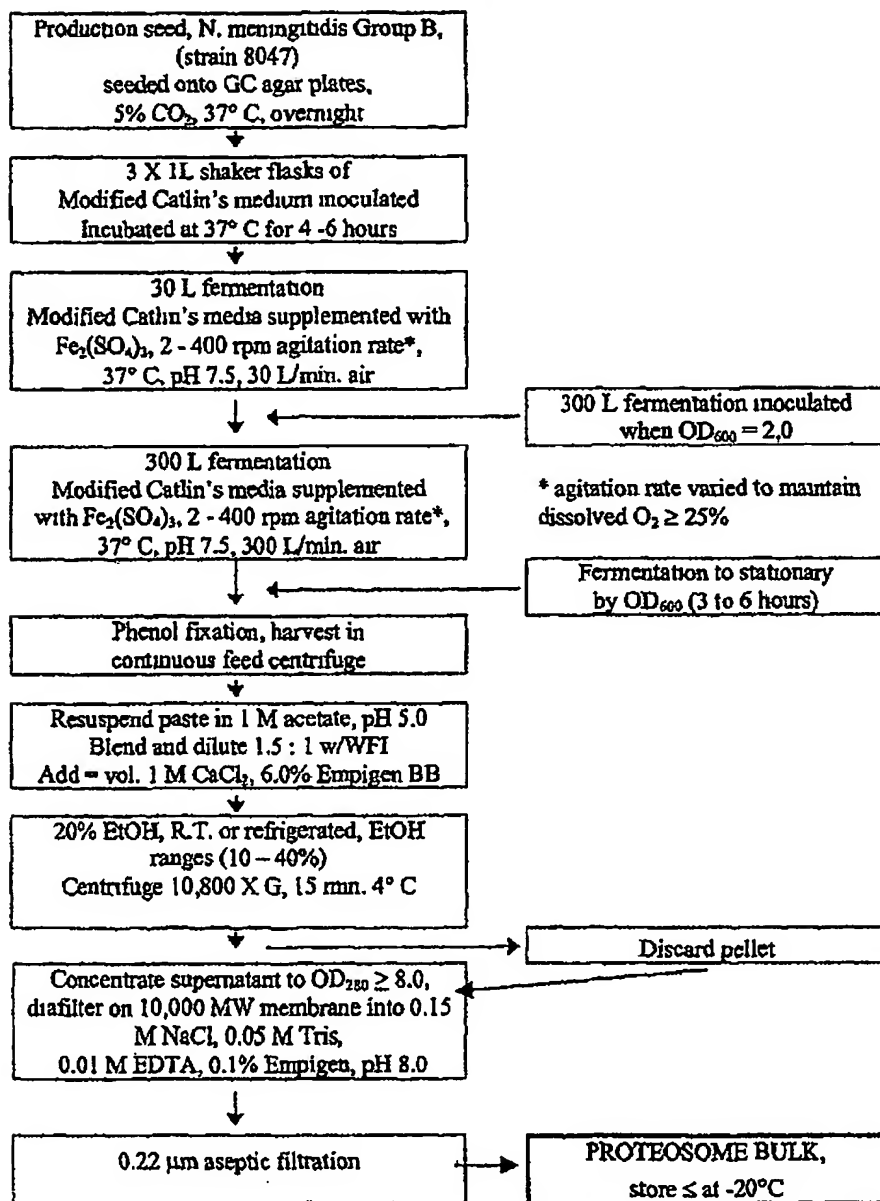 Production seed, N. meningitidis Group B,
(strain 8047)
seeded onto GC agar plates,
5% CO₂, 37° C, overnight
3 X 1L shaker flasks of
Modified Catlin's medium inoculated
Incubated at 37° C for 4 -6 hours
30 L fermentation
Modified Catlin's media supplemented with
Fe₂(SO₄)₃, 2 - 400 rpm agitation rate*,
37° C, pH 7.5, 30 L/min. air
300 L fermentation inoculated
when OD₆₀₀ = 2,0
300 L fermentation
Modified Catlin's media supplemented
with Fe₂(SO₄)₃, 2 - 400 rpm agitation rate*,
37° C, pH 7.5, 300 L/min. air
* agitation rate varied to maintain
dissolved O₂ ≥ 25%
Fermentation to stationary
by OD₆₀₀ (3 to 6 hours)
Phenol fixation, harvest in
continuous feed centrifuge
Resuspend paste in 1 M acetate, pH 5.0
Blend and dilute 1.5 : 1 w/WFI
Add = vol. 1 M CaCl₂, 6.0% Empigen BB
20% EtOH, R.T. or refrigerated, EtOH
ranges (10 – 40%)
Centrifuge 10,800 X G, 15 min. 4° C
Discard pellet
Concentrate supernatant to OD₂₈₀ ≥ 8.0,
diafilter on 10,000 MW membrane into 0.15
M NaCl, 0.05 M Tris,
0.01 M EDTA, 0.1% Empigen, pH 8.0
0.22 μm aseptic filtration
PROTEOSOME BULK,
store ≤ at -20°C